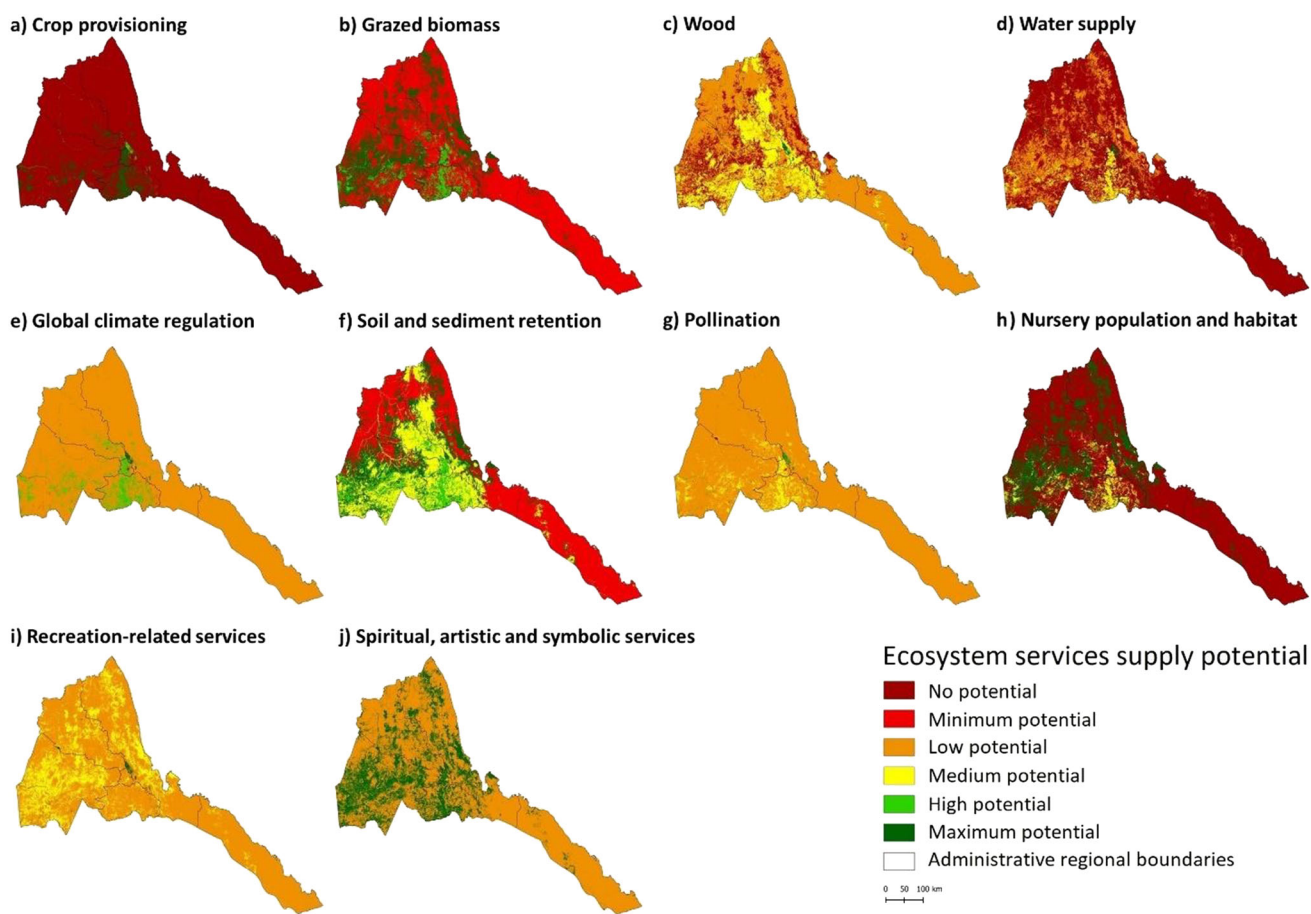 a) Crop provisioning
b) Grazed biomass
c) Wood
d) Water supply
e) Global climate regulation
f) Soil and sediment retention
g) Pollination
h) Nursery population and habitat
i) Recreation-related services
j) Spiritual, artistic and symbolic services
Ecosystem services supply potential
No potential
Minimum potential
Low potential
Medium potential
High potential
Maximum potential
Administrative regional boundaries
0 50 100 km